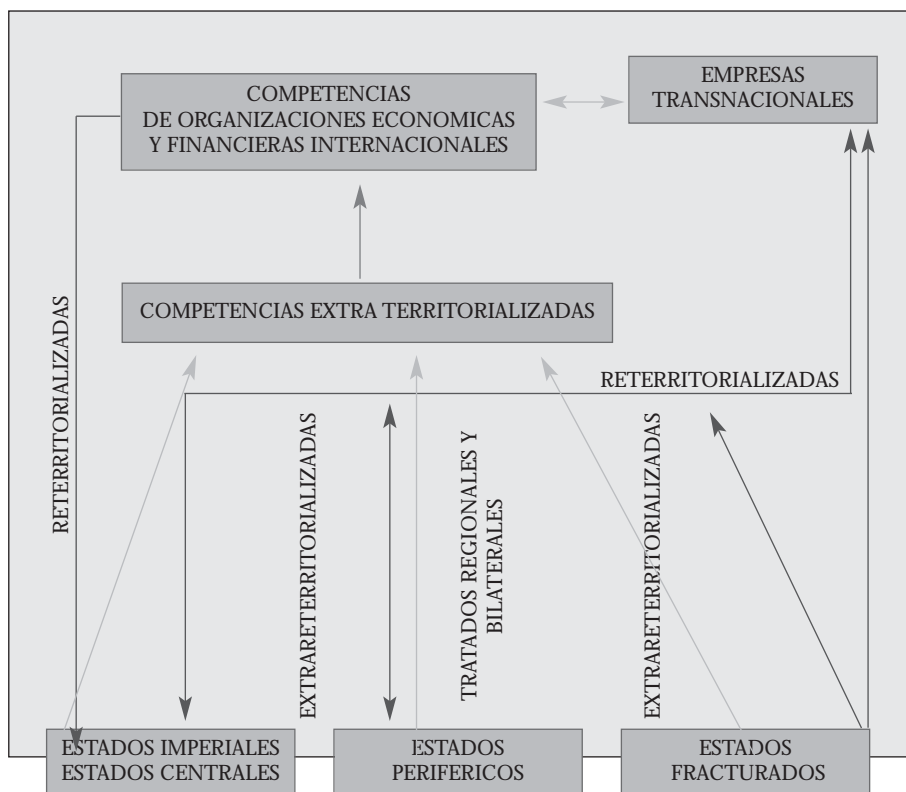 COMPETENCIAS
DE ORGANIZACIONES ECONOMICAS
Y FINANCIERAS INTERNACIONALES
EMPRESAS
TRANSNACIONALES
COMPETENCIAS EXTRA TERRITORIALIZADAS
RETERRITORIALIZADAS
RETERRITORIALIZADAS
EXTRARETERRITORIALIZADAS
TRATADOS REGIONALES Y
BILATERALES
EXTRARETERRITORIALIZADAS
ESTADOS IMPERIALES
ESTADOS CENTRALES
ESTADOS
PERIFERICOS
ESTADOS
FRACTURADOS